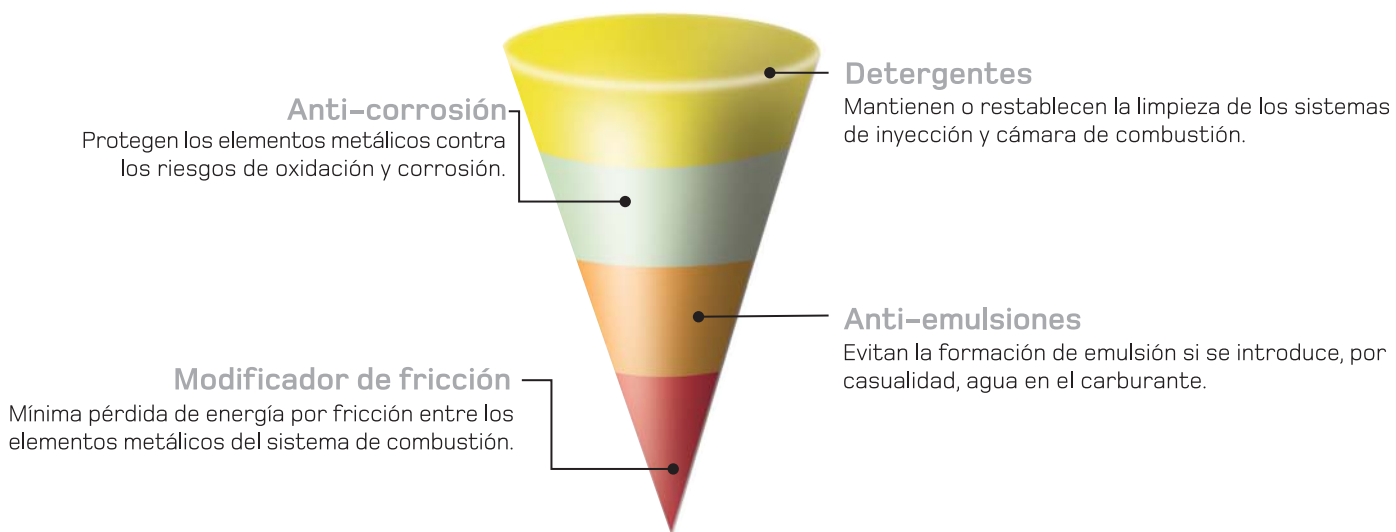 Detergentes
Mantienen o restablecen la limpieza de los sistemas
de inyección y cámara de combustión.
Anti-corrosión
Protegen los elementos metálicos contra
los riesgos de oxidación y corrosión.
Anti-emulsiones
Evitan la formación de emulsión si se introduce, por
casualidad, agua en el carburante.
Modificador de fricción
Mínima pérdida de energía por fricción entre los
elementos metálicos del sistema de combustión.